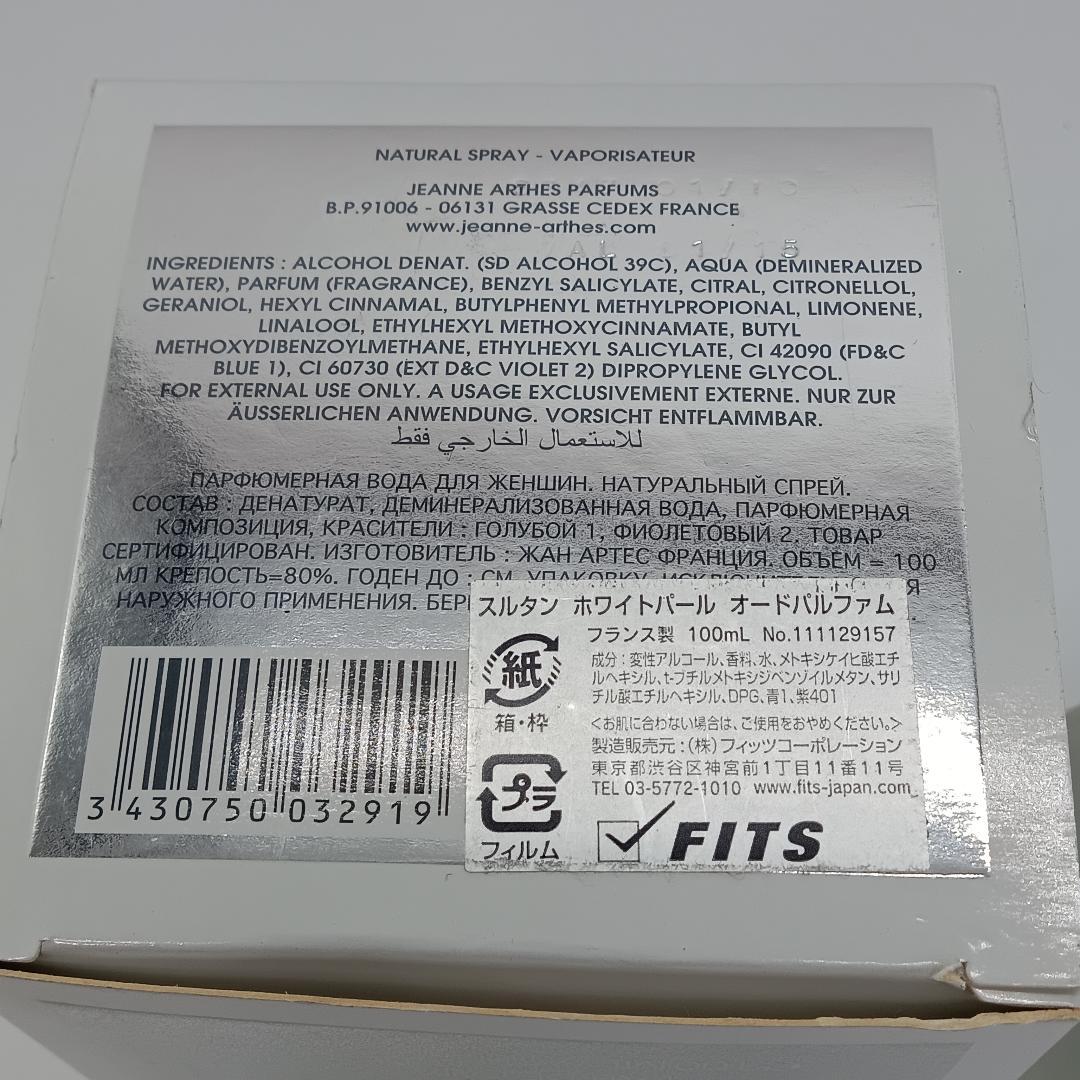 NATURAL SPRAY - VAPORISATEUR
JEANNE ARTHES PARFUMS
B.P.91006 - 06131 GRASSE CEDEX FRANCE
www.jeanne-arthes.com
INGREDIENTS : ALCOHOL DENAT. (SD ALCOHOL 39C), AQUA (DEMINERALIZED
WATER), PARFUM (FRAGRANCE), BENZYL SALICYLATE, CITRAL, CITRONELLOL,
GERANIOL, HEXYL CINNAMAL, BUTYLPHENYL METHYLPROPIONAL, LIMONENE,
LINALOOL, ETHYLHEXYL METHOXYCINNAMATE, BUTYL
METHOXYDIBENZOYLMETHANE, ETHYLHEXYL SALICYLATE, CI 42090 (FD&C
BLUE 1), CI 60730 (EXT D&C VIOLET 2) DIPROPYLENE GLYCOL.
FOR EXTERNAL USE ONLY. A USAGE EXCLUSIVEMENT EXTERNE. NUR ZUR
ÄUSSERLICHEN ANWENDUNG. VORSICHT ENTFLAMMBAR.
للاستعمال الخارجي فقط
ПАРФЮМЕРНАЯ ВОДА ДЛЯ ЖЕНЩИН. НАТУРАЛЬНЫЙ СПРЕЙ.
СОСТАВ : ДЕНАТУРАТ, ДЕМИНЕРАЛИЗОВАННАЯ ВОДА, ПАРФЮМЕРНАЯ
КОМПОЗИЦИЯ, КРАСИТЕЛИ : ГОЛУБОЙ 1, ФИОЛЕТОВЫЙ 2. ТОВАР
СЕРТИФИЦИРОВАН. ИЗГОТОВИТЕЛЬ : ЖАН АРТЕС ФРАНЦИЯ. ОБЪЕМ = 100
МЛ КРЕПОСТЬ=80%. ГОДЕН ДО : СМ. УПАКОВКУ.
НАРУЖНОГО ПРИМЕНЕНИЯ.
3 430750 032919
スルタン ホワイトパール オードパルファム
フランス製 100mL No.111129157
成分：変性アルコール、香料、水、メトキシケイヒ酸エチ
ルヘキシル、t-ブチルメトキシジベンゾイルメタン、サリ
チル酸エチルヘキシル、DPG、青1、紫401
<お肌に合わない場合は、ご使用をおやめください。>
製造販売元：(株)フィッツコーポレーション
東京都渋谷区神宮前1丁目11番11号
TEL 03-5772-1010 www.fits-japan.com
紙
箱・枠
プラ
フィルム
FITS